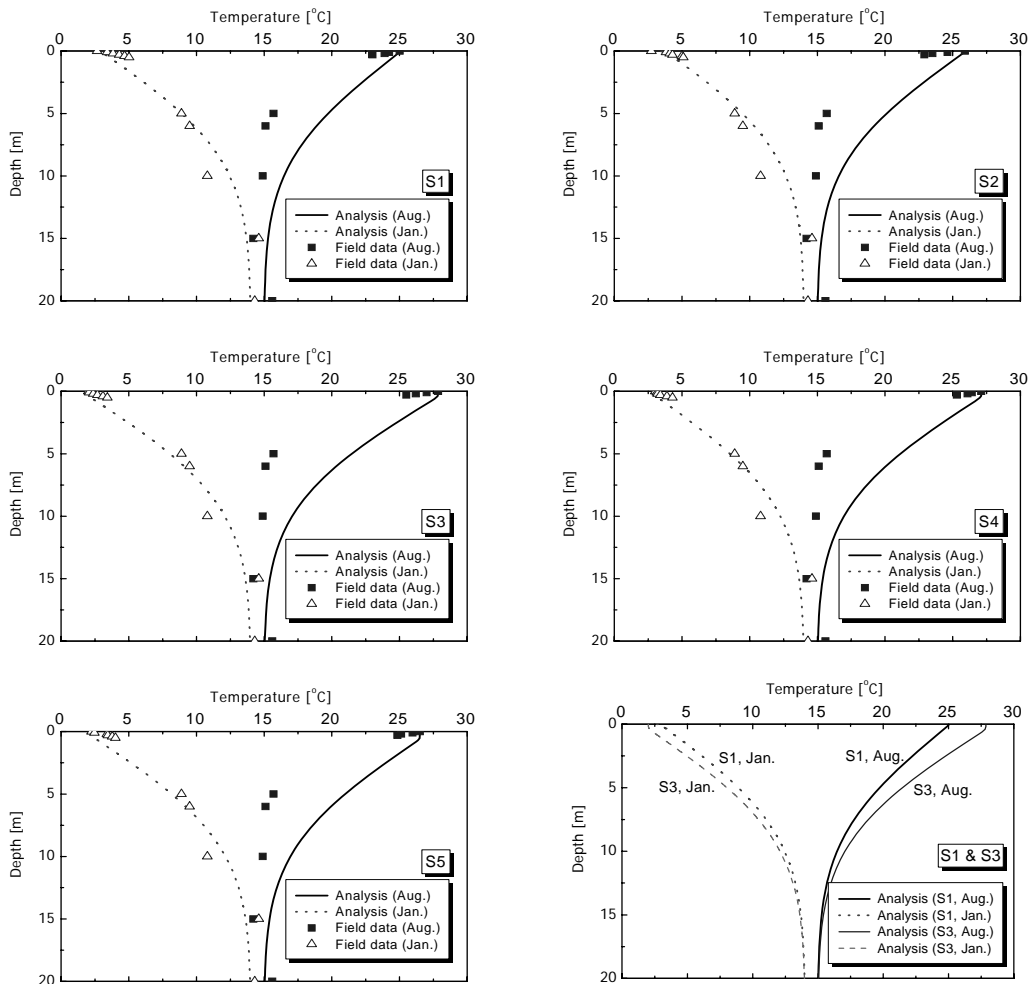 Temperature [°C]
0 5 10 15 20 25 30
0
5
10
15
20
Depth [m]
S1
Analysis (Aug.)
Analysis (Jan.)
Field data (Aug.)
Field data (Jan.)
Temperature [°C]
0 5 10 15 20 25 30
0
5
10
15
20
Depth [m]
S2
Analysis (Aug.)
Analysis (Jan.)
Field data (Aug.)
Field data (Jan.)
Temperature [°C]
0 5 10 15 20 25 30
0
5
10
15
20
Depth [m]
S3
Analysis (Aug.)
Analysis (Jan.)
Field data (Aug.)
Field data (Jan.)
Temperature [°C]
0 5 10 15 20 25 30
0
5
10
15
20
Depth [m]
S4
Analysis (Aug.)
Analysis (Jan.)
Field data (Aug.)
Field data (Jan.)
Temperature [°C]
0 5 10 15 20 25 30
0
5
10
15
20
Depth [m]
S5
Analysis (Aug.)
Analysis (Jan.)
Field data (Aug.)
Field data (Jan.)
Temperature [°C]
0 5 10 15 20 25 30
0
5
10
15
20
Depth [m]
S1, Jan.
S1, Aug.
S3, Jan.
S3, Aug.
S1 & S3
Analysis (S1, Aug.)
Analysis (S1, Jan.)
Analysis (S3, Aug.)
Analysis (S3, Jan.)